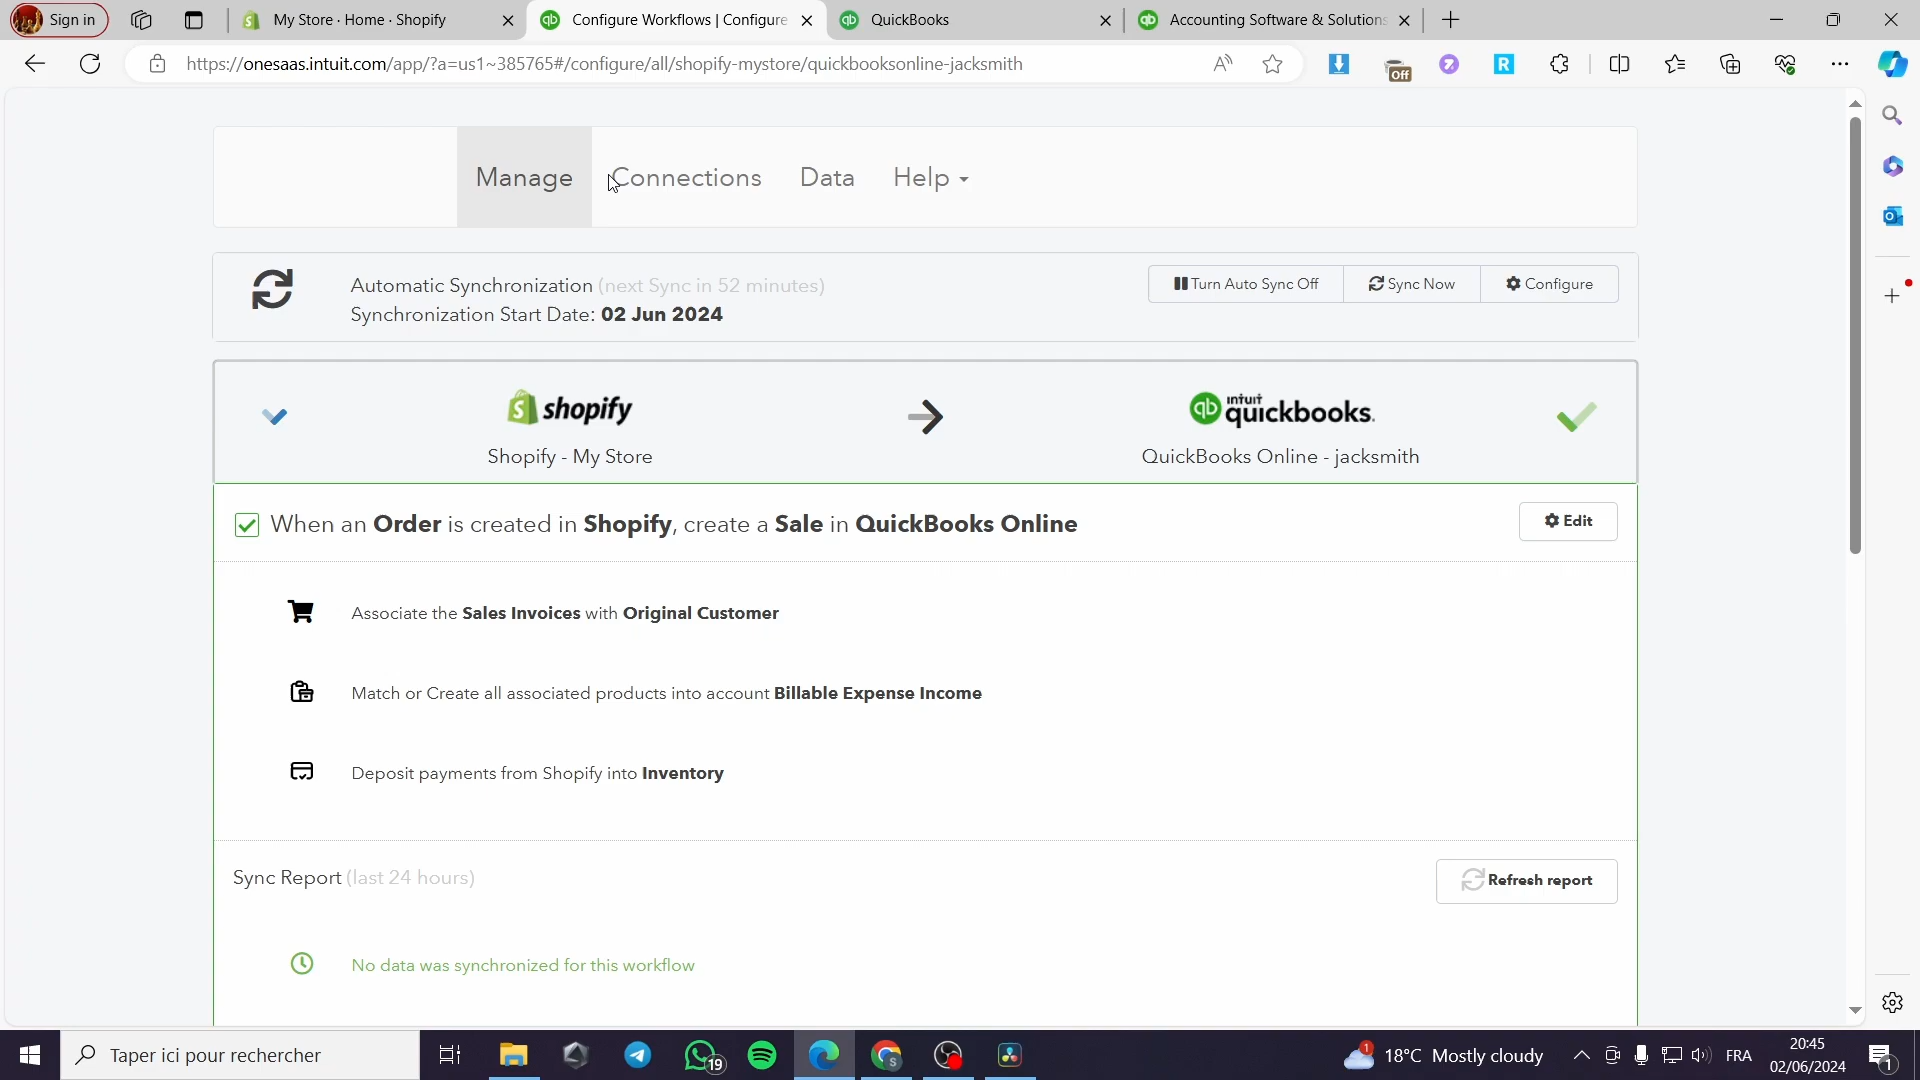 Sign in
My Store · Home · Shopify
Configure Workflows | Configure
QuickBooks
Accounting Software & Solutions
https://onesaas.intuit.com/app/?a=us1~385765#/configure/all/shopify-mystore/quickbooksonline-jacksmith
Off
R
Manage
Connections
Data
Help
Automatic Synchronization (next Sync in 52 minutes)
Synchronization Start Date: 02 Jun 2024
Turn Auto Sync Off
Sync Now
Configure
shopify
intuit
quickbooks.
Shopify - My Store
QuickBooks Online - jacksmith
When an Order is created in Shopify, create a Sale in QuickBooks Online
Edit
Associate the Sales Invoices with Original Customer
Match or Create all associated products into account Billable Expense Income
Deposit payments from Shopify into Inventory
Sync Report (last 24 hours)
Refresh report
No data was synchronized for this workflow
Taper ici pour rechercher
19
1
18°C Mostly cloudy
FRA
20:45
02/06/2024
1